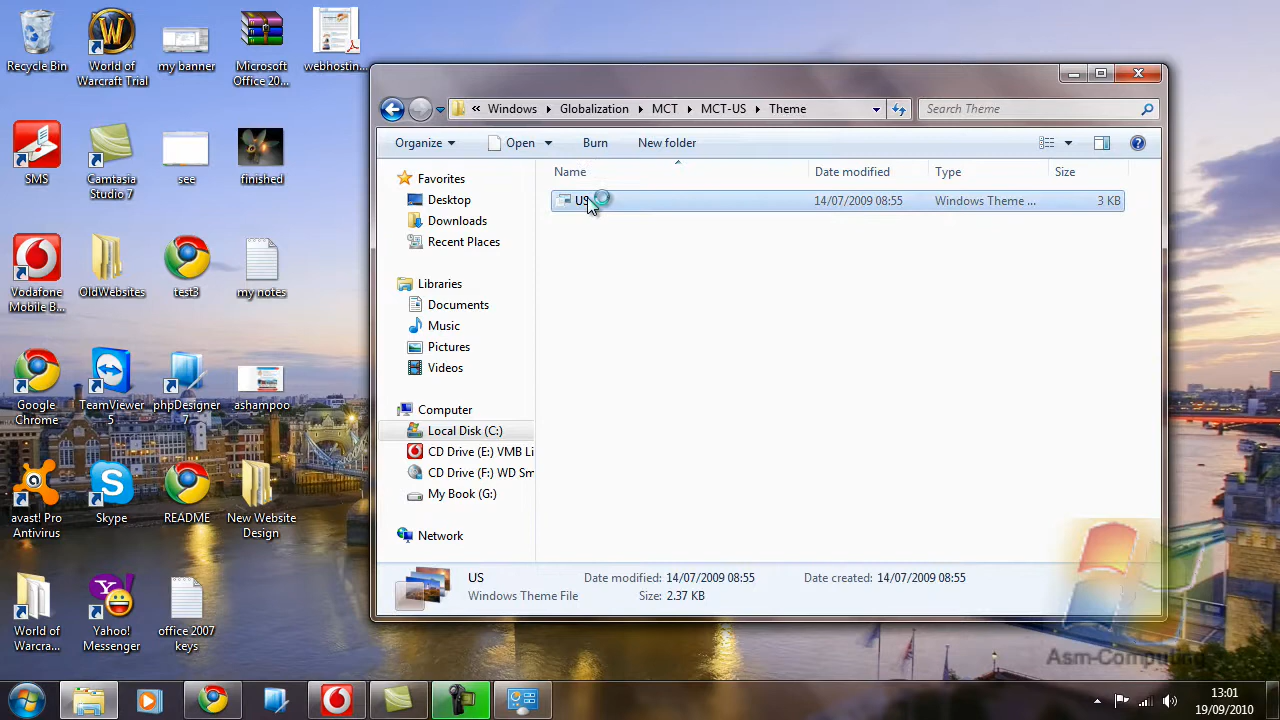 Recycle Bin
World of
Warcraft Trial
my banner
Microsoft
Office 20...
webhostin...
SMS
Camtasia
Studio 7
see
finished
Vodafone
Mobile B...
OldWebsites
test3
my notes
Google
Chrome
TeamViewer
5
phpDesigner
7
ashampoo
avast! Pro
Antivirus
Skype
README
New Website
Design
World of
Warcra...
Yahoo!
Messenger
office 2007
keys
« Windows Globalization MCT MCT-US Theme
Search Theme
Organize Open Burn New folder
Name Date modified Type Size
US 14/07/2009 08:55 Windows Theme ... 3 KB
Favorites
Desktop
Downloads
Recent Places
Libraries
Documents
Music
Pictures
Videos
Computer
Local Disk (C:)
CD Drive (E:) VMB Li
CD Drive (F:) WD Sm
My Book (G:)
Network
US Date modified: 14/07/2009 08:55 Date created: 14/07/2009 08:55
Windows Theme File Size: 2.37 KB
Asm-Computing
13:01
19/09/2010